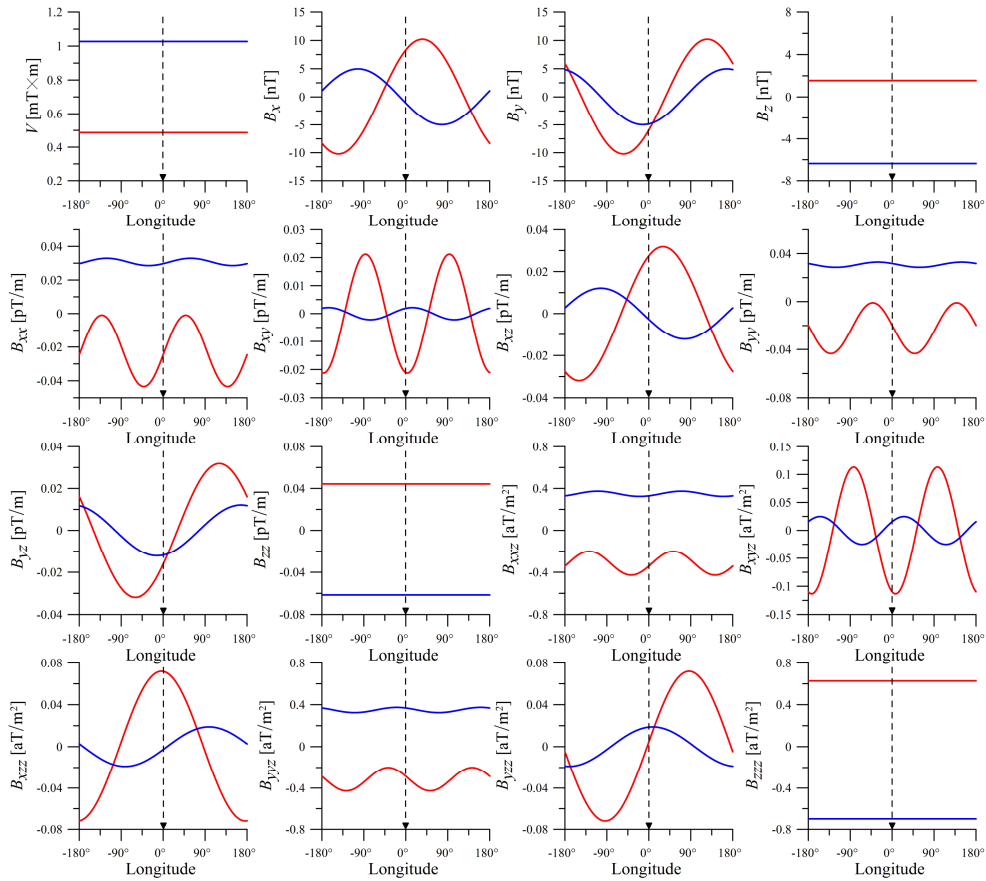 V [mT×m]
1.2
1
0.8
0.6
0.4
0.2
-180° -90° 0° 90° 180°
Longitude
Bx [nT]
15
10
5
0
-5
-10
-15
-180° -90° 0° 90° 180°
Longitude
By [nT]
15
10
5
0
-5
-10
-15
-180° -90° 0° 90° 180°
Longitude
Bz [nT]
8
4
0
-4
-8
-180° -90° 0° 90° 180°
Longitude
Bxx [pT/m]
0.04
0.02
0
-0.02
-0.04
-180° -90° 0° 90° 180°
Longitude
Bxy [pT/m]
0.03
0.02
0.01
0
-0.01
-0.02
-0.03
-180° -90° 0° 90° 180°
Longitude
Bxz [pT/m]
0.04
0.02
0
-0.02
-0.04
-180° -90° 0° 90° 180°
Longitude
Byy [pT/m]
0.04
0
-0.04
-0.08
-180° -90° 0° 90° 180°
Longitude
Byz [pT/m]
0.04
0.02
0
-0.02
0.04
-180° -90° 0° 90° 180°
Longitude
Bzz [pT/m]
0.08
0.04
0
-0.04
-0.08
-180° -90° 0° 90° 180°
Longitude
Bxxz [aT/m²]
0.8
0.4
0
-0.4
-0.8
-180° -90° 0° 90° 180°
Longitude
Bxyz [aT/m²]
0.15
0.1
0.05
0
-0.05
-0.1
-0.15
-180° -90° 0° 90° 180°
Longitude
Bxzz [aT/m²]
0.08
0.04
0
-0.04
-0.08
-180° -90° 0° 90° 180°
Longitude
Byyz [aT/m²]
0.8
0.4
0
-0.4
-0.8
-180° -90° 0° 90° 180°
Longitude
Byzz [aT/m²]
0.08
0.04
0
-0.04
-0.08
-180° -90° 0° 90° 180°
Longitude
Bzzz [aT/m²]
0.8
0.4
0
-0.4
-0.8
-180° -90° 0° 90° 180°
Longitude